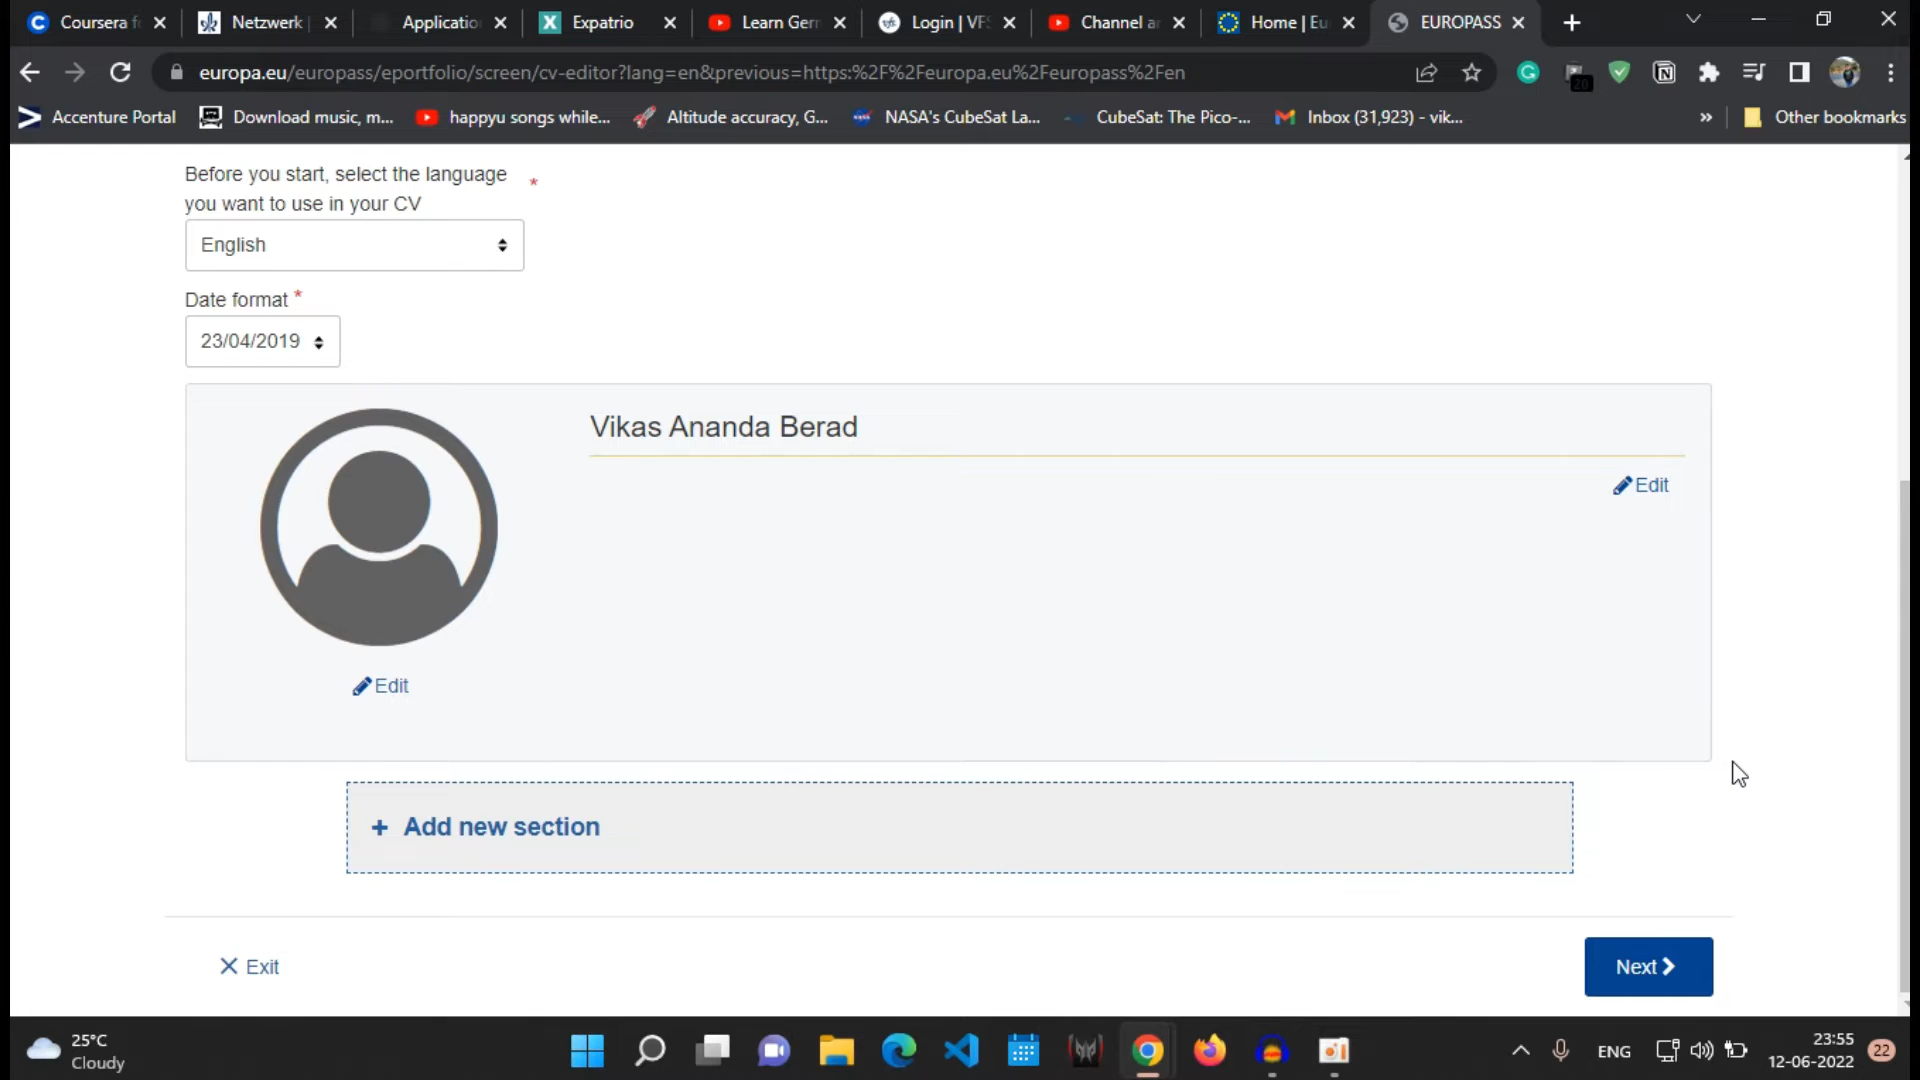 Coursera f
Netzwerk
Applicatio
Expatrio
Learn Ger
Login | VFS
Channel a
Home | Eu
EUROPASS
europa.eu/europass/eportfolio/screen/cv-editor?lang=en&previous=https:%2F%2Feuropa.eu%2Feuropass%2Fen
20
Accenture Portal
Download music, m...
happyu songs while...
Altitude accuracy, G...
NASA's CubeSat La...
CubeSat: The Pico-...
Inbox (31,923) - vik...
»
Other bookmarks
Before you start, select the language *
you want to use in your CV
English
Date format *
23/04/2019
Vikas Ananda Berad
Edit
Edit
+ Add new section
Exit
Next
25°C
Cloudy
ENG
23:55
12-06-2022
22